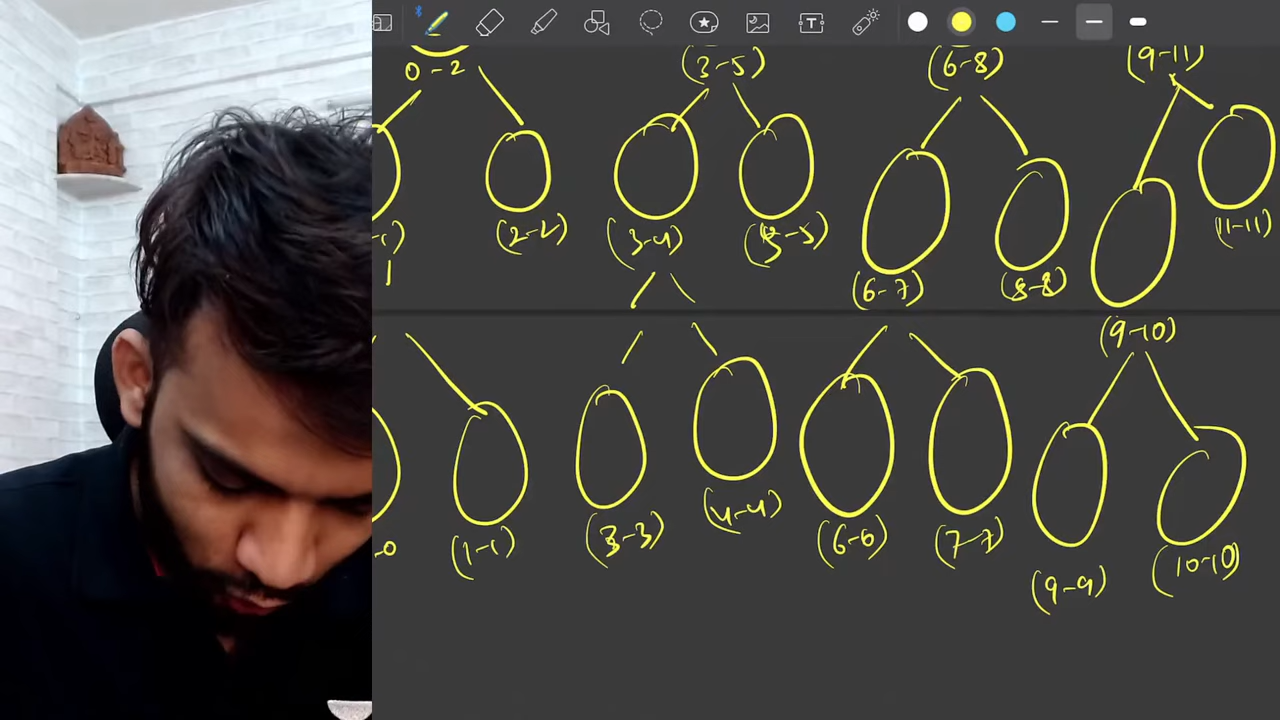 0-2 (3-5) (6-8) (9-11)
(2-2) (3-4) (5-5) (6-7) (8-8) (11-11)
(9-10)
(1-1) (3-3) (4-4) (6-6) (7-7) (9-9) (10-10)